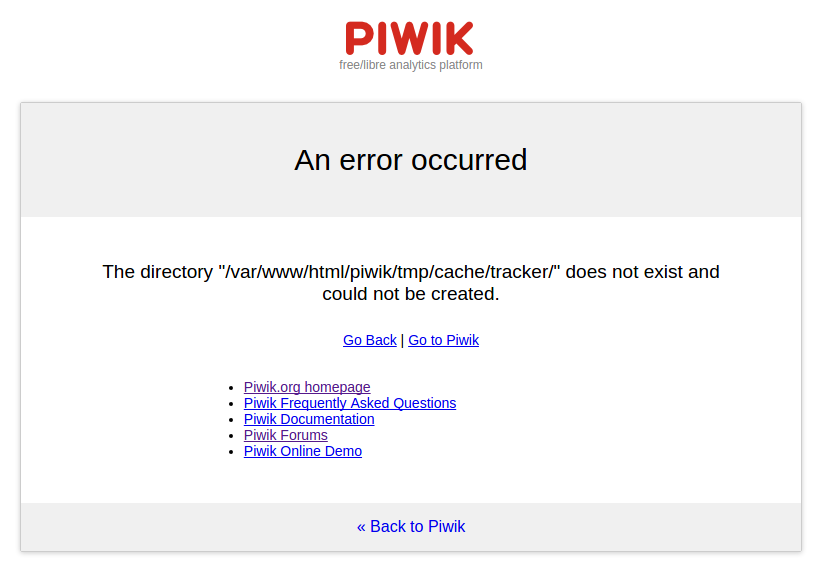 PIWIK
free/libre analytics platform
An error occurred
The directory "/var/www/html/piwik/tmp/cache/tracker/" does not exist and
could not be created.
Go Back | Go to Piwik
• Piwik.org homepage
• Piwik Frequently Asked Questions
• Piwik Documentation
• Piwik Forums
• Piwik Online Demo
« Back to Piwik